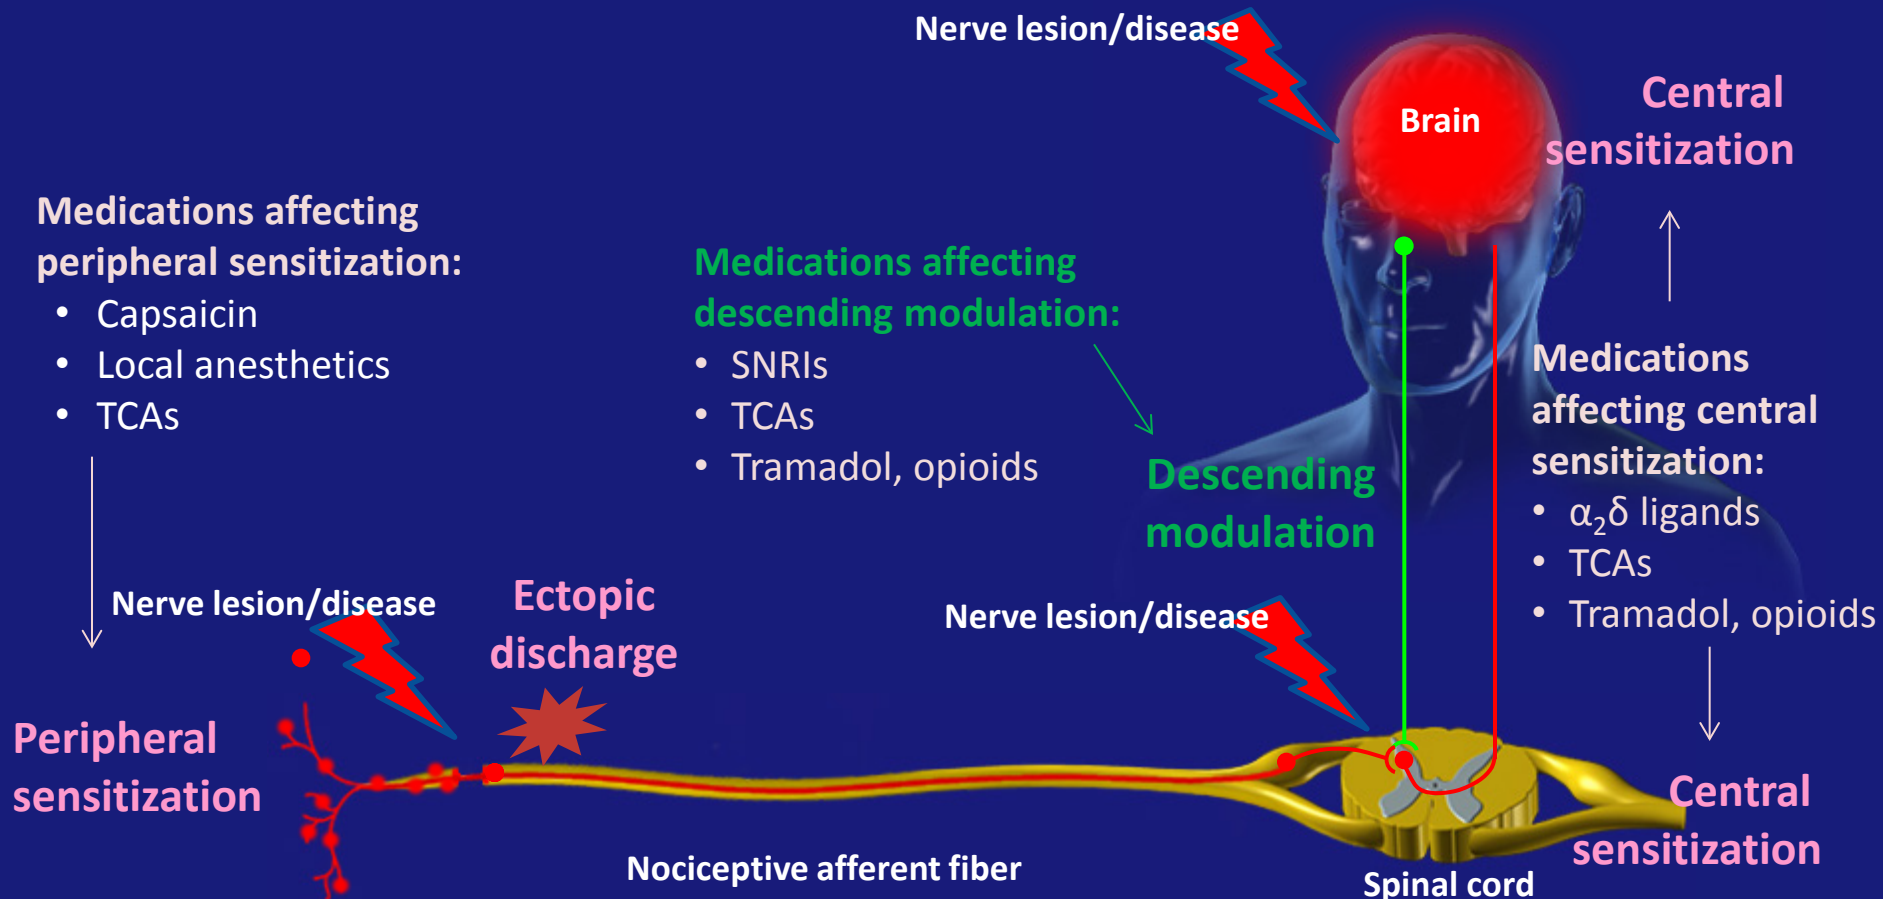 Nerve lesion/disease
Brain
Central
sensitization
Medications affecting
peripheral sensitization:
• Capsaicin
• Local anesthetics
• TCAs
Medications affecting
descending modulation:
• SNRIs
• TCAs
• Tramadol, opioids
Descending
modulation
Medications
affecting central
sensitization:
• α₂δ ligands
• TCAs
• Tramadol, opioids
Nerve lesion/disease
Ectopic
discharge
Nerve lesion/disease
Peripheral
sensitization
Central
sensitization
Nociceptive afferent fiber
Spinal cord